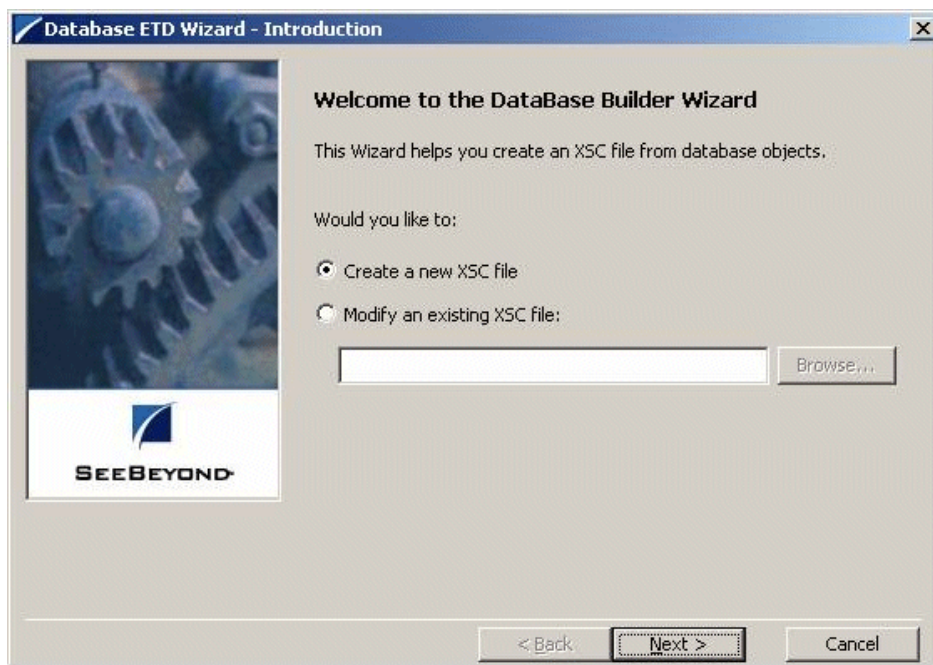 Database ETD Wizard - Introduction
Welcome to the DataBase Builder Wizard
This Wizard helps you create an XSC file from database objects.
Would you like to:
Create a new XSC file
Modify an existing XSC file:
Browse...
SEEBEYOND
< Back
Next >
Cancel